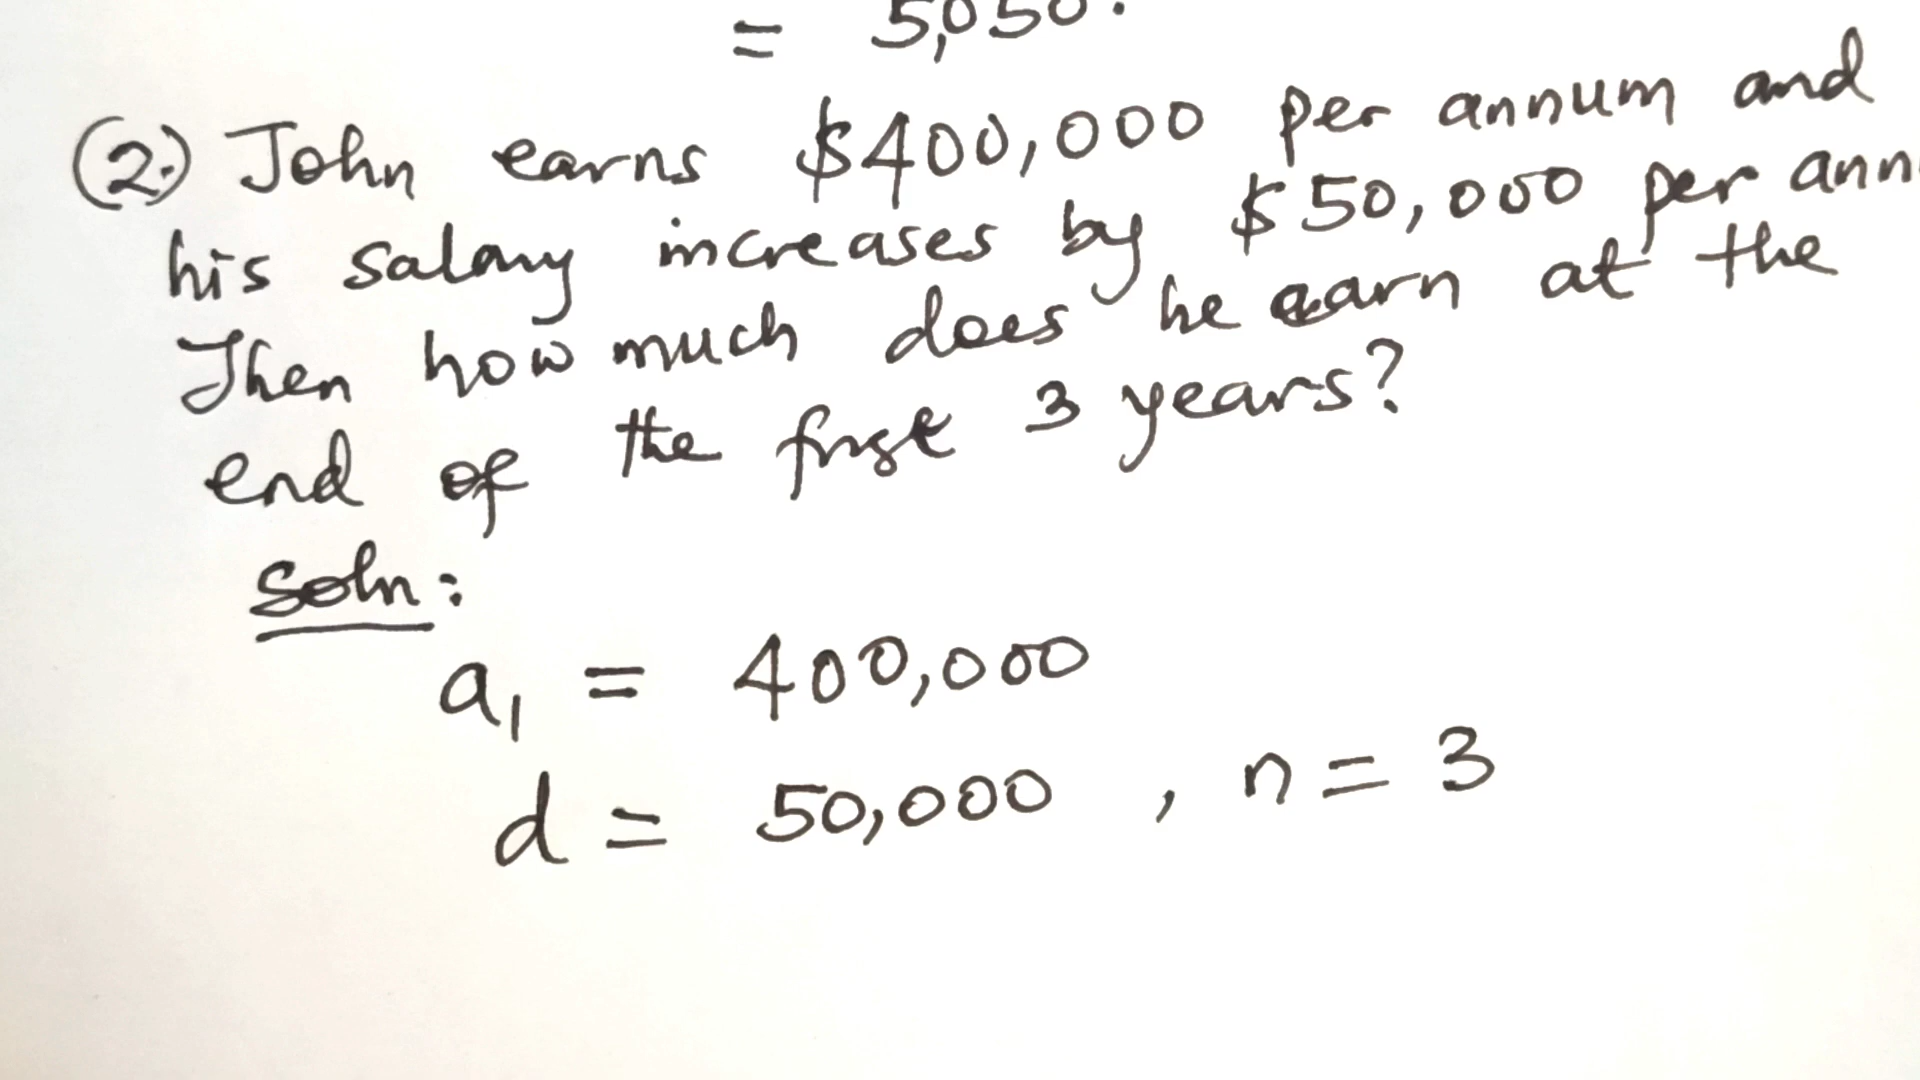 = 5,050.
(2.) John earns $400,000 per annum and
his salary increases by $50,000 per ann
Then how much does he earn at the
end of the first 3 years?
Soln:
a₁ = 400,000
d = 50,000 , n = 3